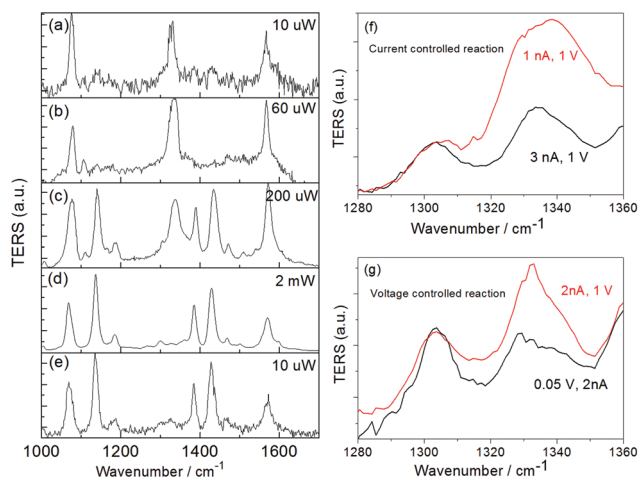 (a) 10 uW
(b) 60 uW
(c) 200 uW
(d) 2 mW
(e) 10 uW
TERS (a.u.)
1000 1200 1400 1600
Wavenumber / cm⁻¹
(f)
Current controlled reaction
1 nA, 1 V
3 nA, 1 V
TERS (a.u.)
1280 1300 1320 1340 1360
Wavenumber / cm⁻¹
(g)
Voltage controlled reaction
2nA, 1 V
0.05 V, 2nA
TERS (a.u.)
1280 1300 1320 1340 1360
Wavenumber / cm⁻¹